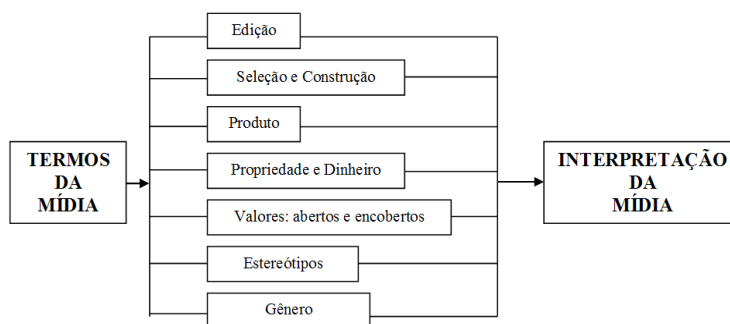 TERMOS
DA
MÍDIA
Edição
Seleção e Construção
Produto
Propriedade e Dinheiro
Valores: abertos e encobertos
Estereótipos
Gênero
INTERPRETAÇÃO
DA
MÍDIA